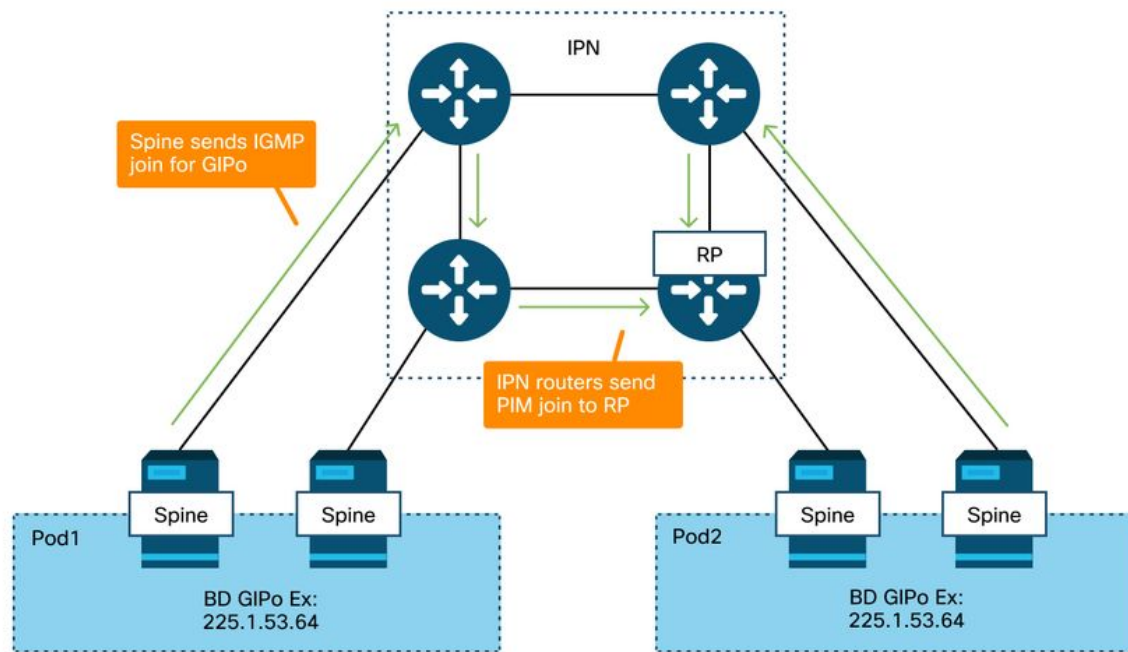 IPN
Spine sends IGMP
join for GIPo
RP
IPN routers send
PIM join to RP
Spine
Spine
Spine
Spine
Pod1
Pod2
BD GIPo Ex:
225.1.53.64
BD GIPo Ex:
225.1.53.64